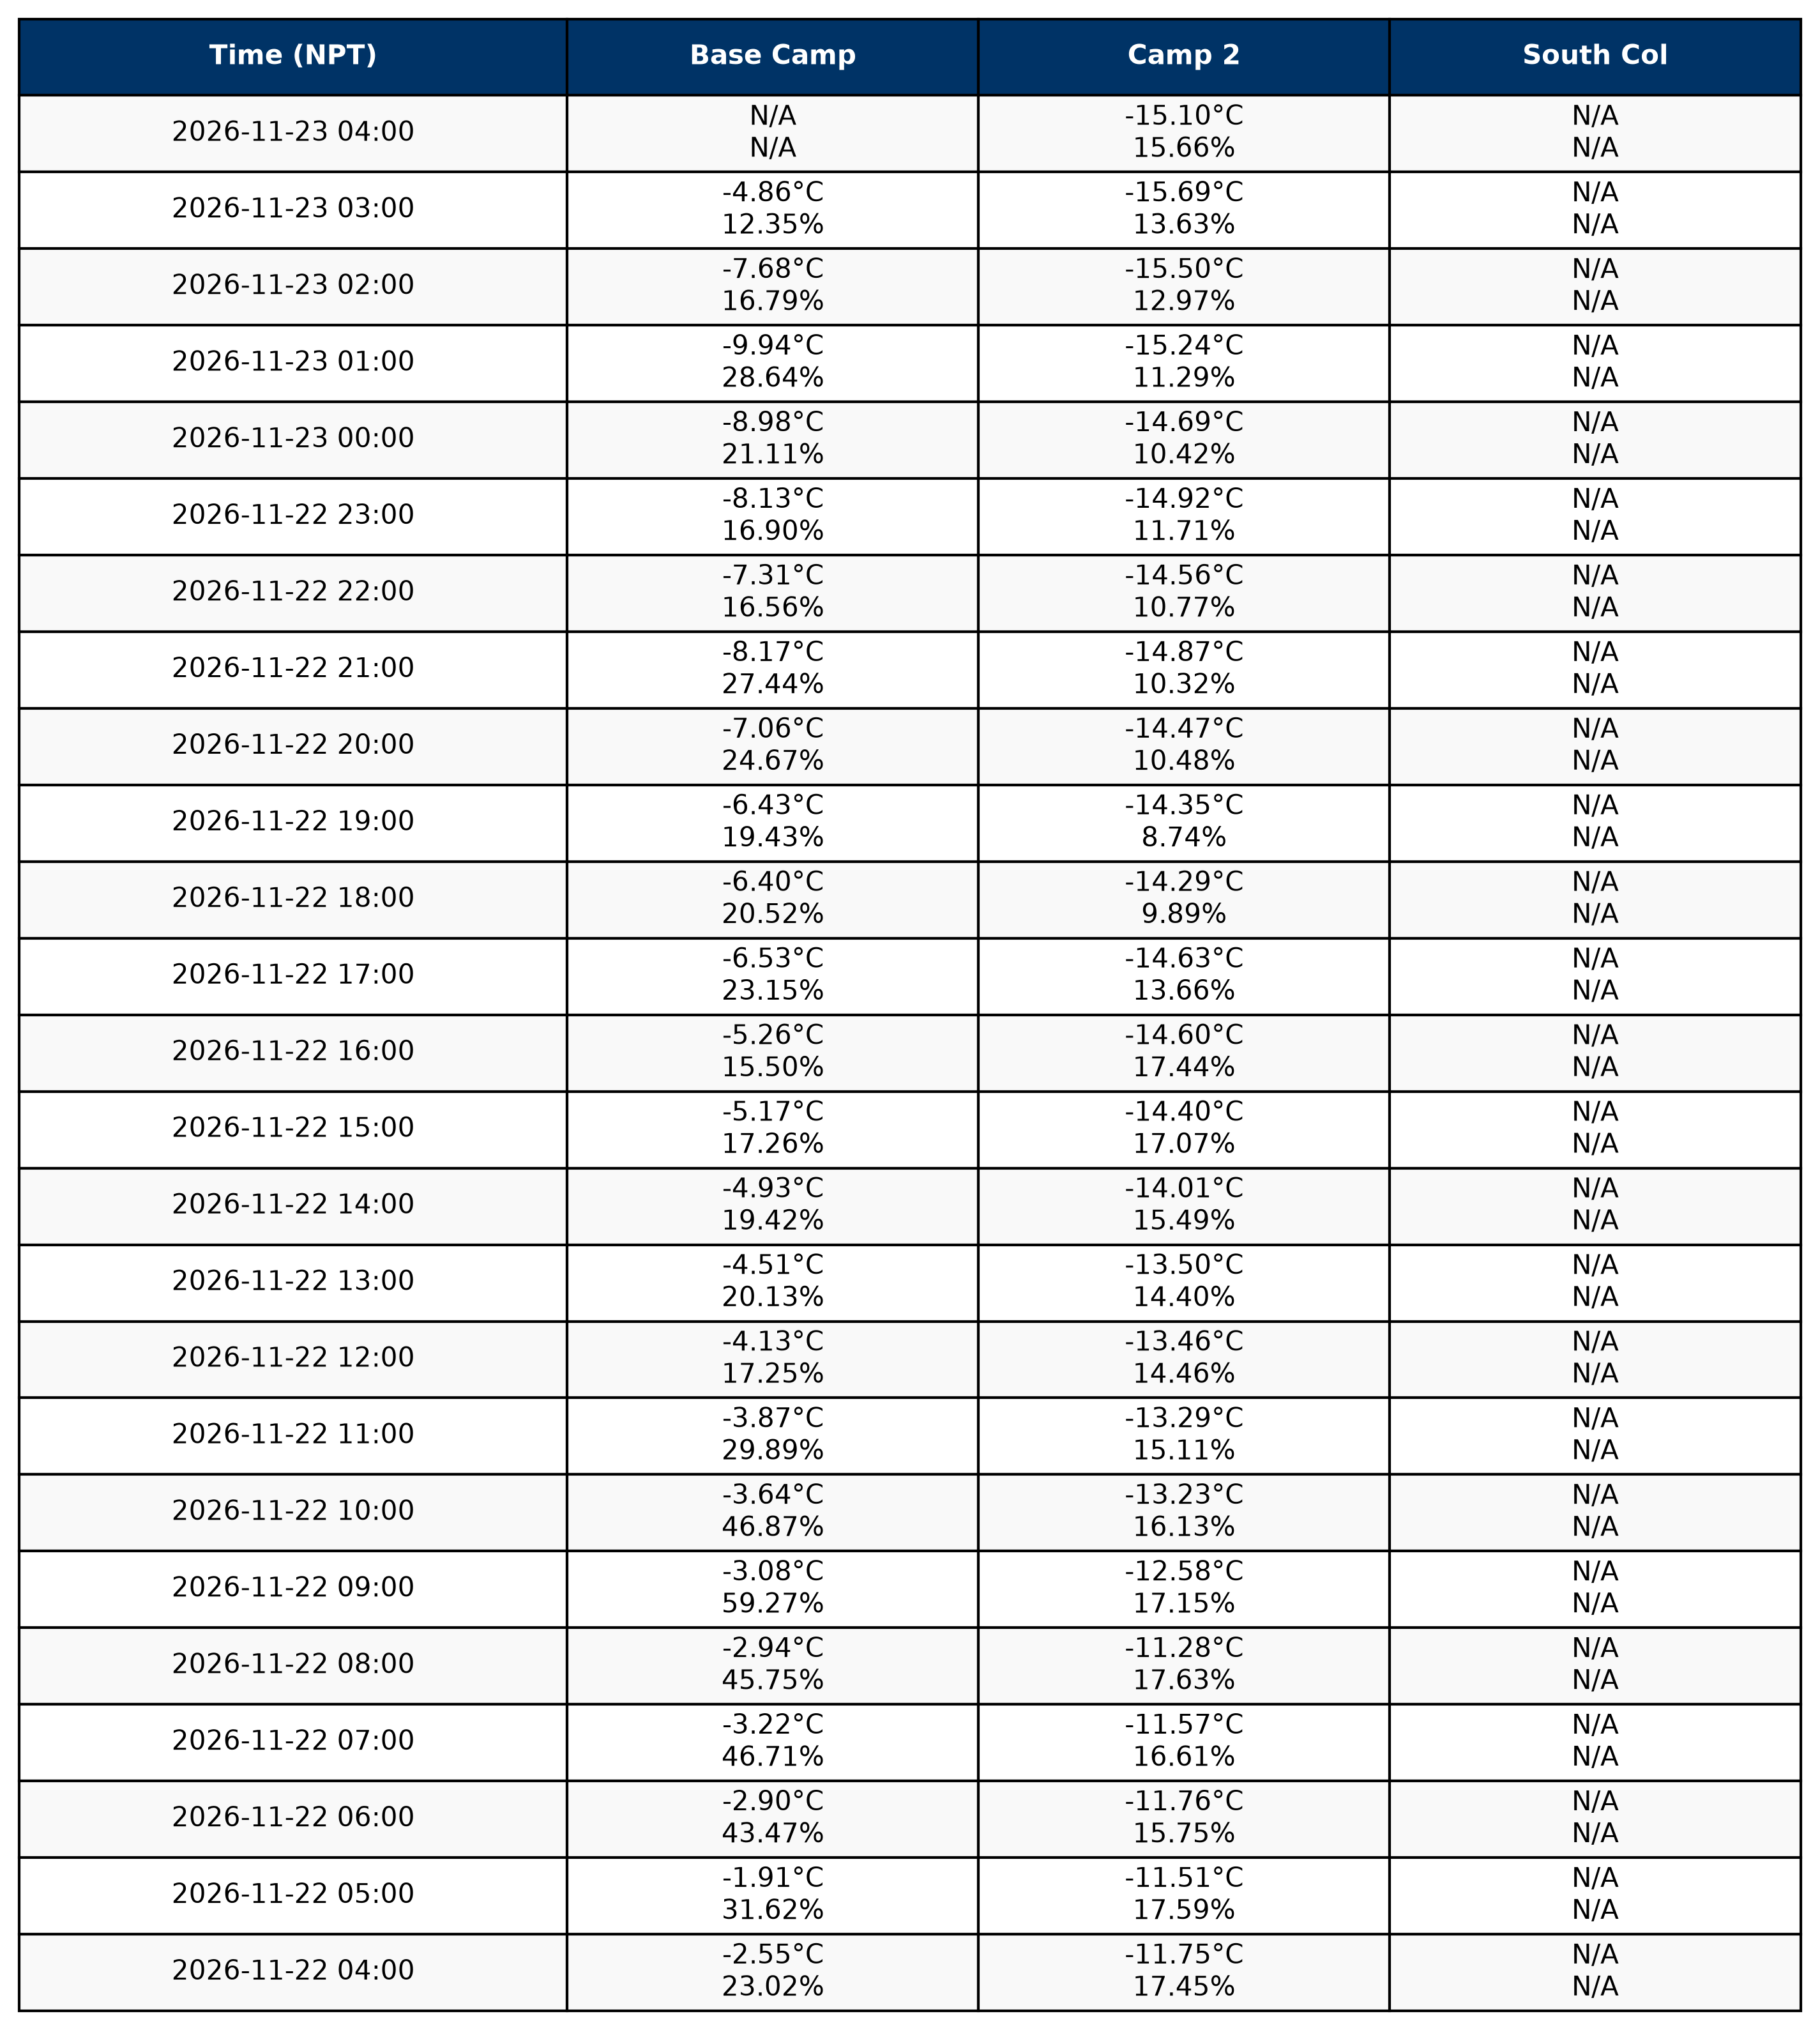 Time (NPT) Base Camp Camp 2 South Col
2026-11-23 04:00 N/A -15.10°C N/A
N/A 15.66% N/A
2026-11-23 03:00 -4.86°C -15.69°C N/A
12.35% 13.63% N/A
2026-11-23 02:00 -7.68°C -15.50°C N/A
16.79% 12.97% N/A
2026-11-23 01:00 -9.94°C -15.24°C N/A
28.64% 11.29% N/A
2026-11-23 00:00 -8.98°C -14.69°C N/A
21.11% 10.42% N/A
2026-11-22 23:00 -8.13°C -14.92°C N/A
16.90% 11.71% N/A
2026-11-22 22:00 -7.31°C -14.56°C N/A
16.56% 10.77% N/A
2026-11-22 21:00 -8.17°C -14.87°C N/A
27.44% 10.32% N/A
2026-11-22 20:00 -7.06°C -14.47°C N/A
24.67% 10.48% N/A
2026-11-22 19:00 -6.43°C -14.35°C N/A
19.43% 8.74% N/A
2026-11-22 18:00 -6.40°C -14.29°C N/A
20.52% 9.89% N/A
2026-11-22 17:00 -6.53°C -14.63°C N/A
23.15% 13.66% N/A
2026-11-22 16:00 -5.26°C -14.60°C N/A
15.50% 17.44% N/A
2026-11-22 15:00 -5.17°C -14.40°C N/A
17.26% 17.07% N/A
2026-11-22 14:00 -4.93°C -14.01°C N/A
19.42% 15.49% N/A
2026-11-22 13:00 -4.51°C -13.50°C N/A
20.13% 14.40% N/A
2026-11-22 12:00 -4.13°C -13.46°C N/A
17.25% 14.46% N/A
2026-11-22 11:00 -3.87°C -13.29°C N/A
29.89% 15.11% N/A
2026-11-22 10:00 -3.64°C -13.23°C N/A
46.87% 16.13% N/A
2026-11-22 09:00 -3.08°C -12.58°C N/A
59.27% 17.15% N/A
2026-11-22 08:00 -2.94°C -11.28°C N/A
45.75% 17.63% N/A
2026-11-22 07:00 -3.22°C -11.57°C N/A
46.71% 16.61% N/A
2026-11-22 06:00 -2.90°C -11.76°C N/A
43.47% 15.75% N/A
2026-11-22 05:00 -1.91°C -11.51°C N/A
31.62% 17.59% N/A
2026-11-22 04:00 -2.55°C -11.75°C N/A
23.02% 17.45% N/A